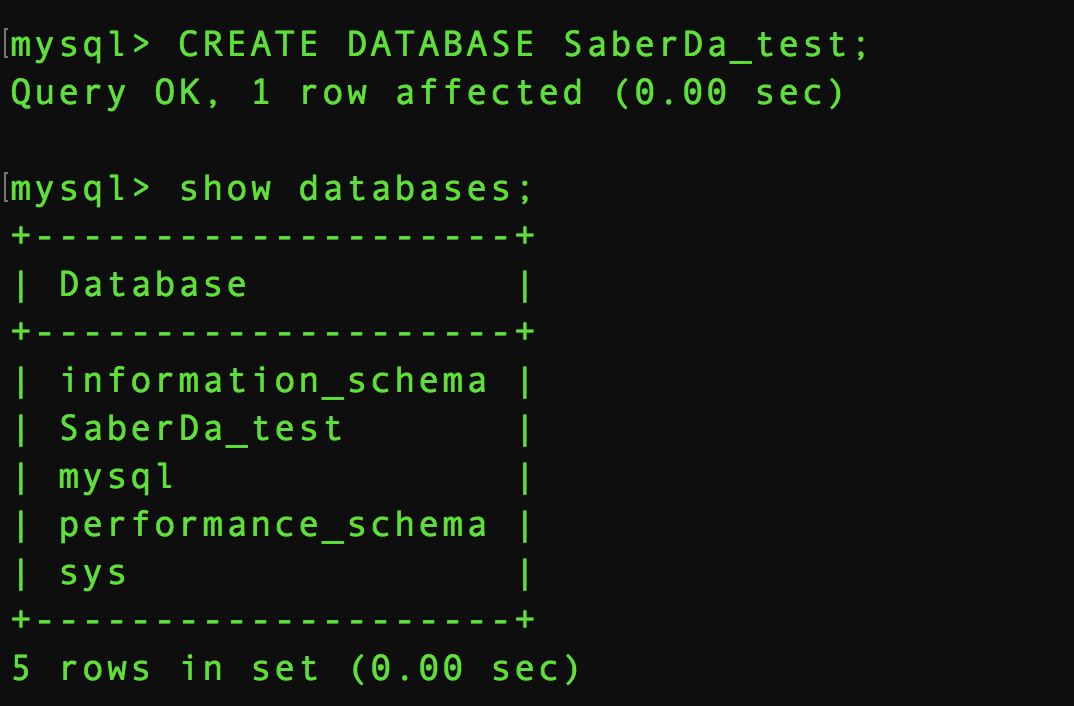 [mysql> CREATE DATABASE SaberDa_test;
Query OK, 1 row affected (0.00 sec)
[mysql> show databases;
+--------------------+
| Database           |
+--------------------+
| information_schema |
| SaberDa_test       |
| mysql              |
| performance_schema |
| sys                |
+--------------------+
5 rows in set (0.00 sec)